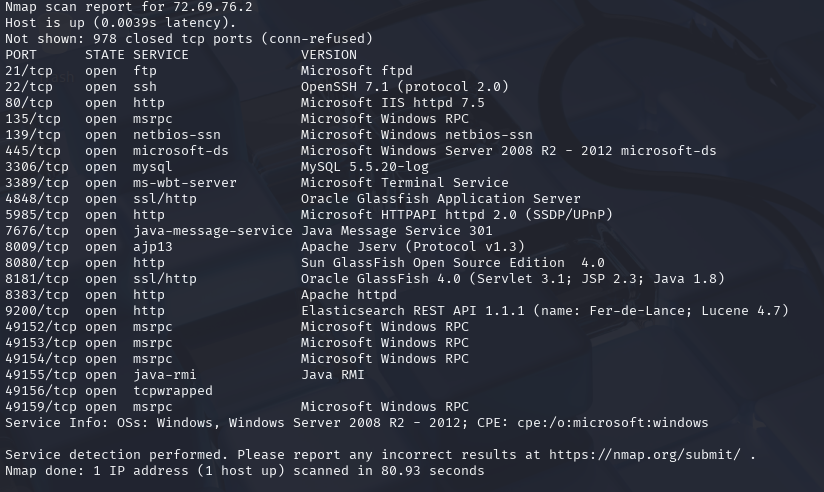 Nmap scan report for 72.69.76.2
Host is up (0.0039s latency).
Not shown: 978 closed tcp ports (conn-refused)
PORT      STATE SERVICE              VERSION
21/tcp    open  ftp                  Microsoft ftpd
22/tcp    open  ssh                  OpenSSH 7.1 (protocol 2.0)
80/tcp    open  http                 Microsoft IIS httpd 7.5
135/tcp   open  msrpc                Microsoft Windows RPC
139/tcp   open  netbios-ssn          Microsoft Windows netbios-ssn
445/tcp   open  microsoft-ds         Microsoft Windows Server 2008 R2 - 2012 microsoft-ds
3306/tcp  open  mysql                MySQL 5.5.20-log
3389/tcp  open  ms-wbt-server        Microsoft Terminal Service
4848/tcp  open  ssl/http             Oracle Glassfish Application Server
5985/tcp  open  http                 Microsoft HTTPAPI httpd 2.0 (SSDP/UPnP)
7676/tcp  open  java-message-service Java Message Service 301
8009/tcp  open  ajp13                Apache Jserv (Protocol v1.3)
8080/tcp  open  http                 Sun GlassFish Open Source Edition  4.0
8181/tcp  open  ssl/http             Oracle GlassFish 4.0 (Servlet 3.1; JSP 2.3; Java 1.8)
8383/tcp  open  http                 Apache httpd
9200/tcp  open  http                 Elasticsearch REST API 1.1.1 (name: Fer-de-Lance; Lucene 4.7)
49152/tcp open  msrpc                Microsoft Windows RPC
49153/tcp open  msrpc                Microsoft Windows RPC
49154/tcp open  msrpc                Microsoft Windows RPC
49155/tcp open  java-rmi             Java RMI
49156/tcp open  tcpwrapped
49159/tcp open  msrpc                Microsoft Windows RPC
Service Info: OSs: Windows, Windows Server 2008 R2 - 2012; CPE: cpe:/o:microsoft:windows

Service detection performed. Please report any incorrect results at https://nmap.org/submit/ .
Nmap done: 1 IP address (1 host up) scanned in 80.93 seconds